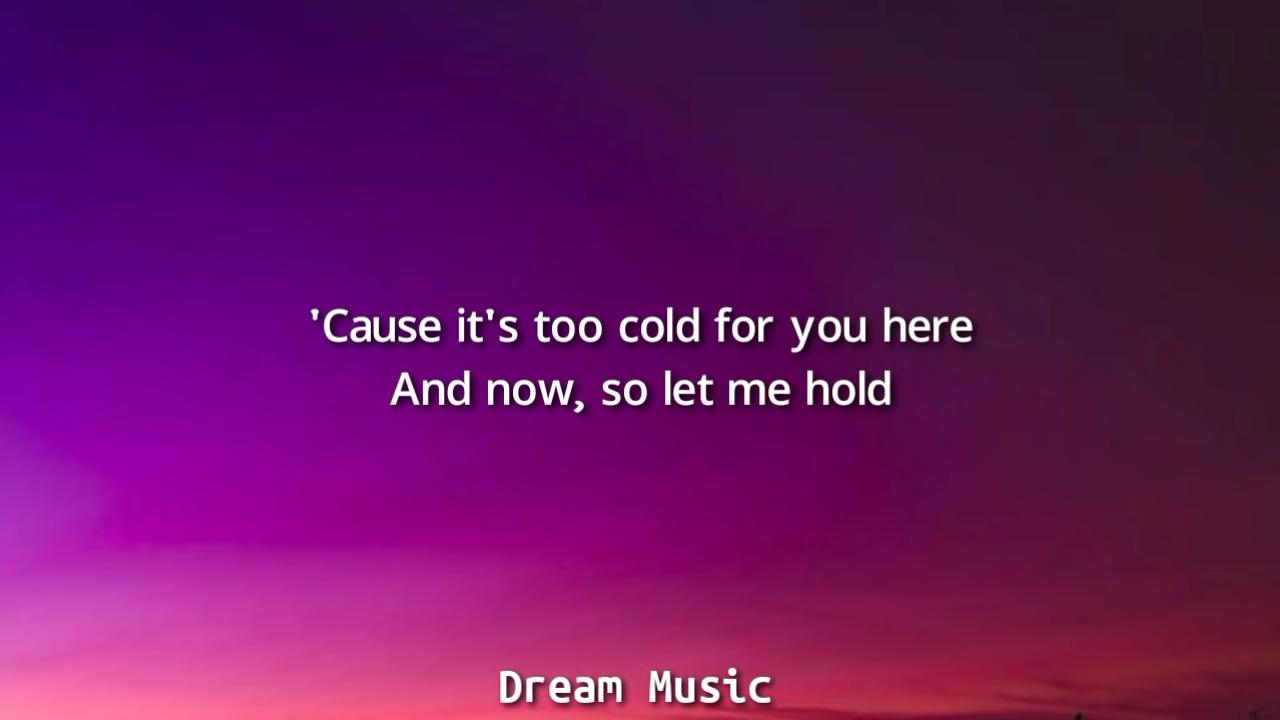 'Cause it's too cold for you here
And now, so let me hold
Dream Music